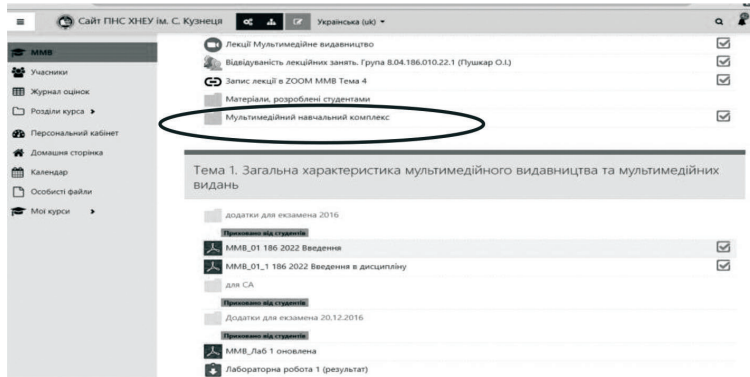 Сайт ПНС ХНЕУ ім. С. Кузнеця
Українська (uk)
ММВ
Учасники
Журнал оцінок
Розділи курса
Персональний кабінет
Домашня сторінка
Календар
Особисті файли
Мої курси
Лекції Мультимедійне видавництво
Відвідуваність лекційних занять. Група 8.04.186.010.22.1 (Пушкар О.І.)
Запис лекції в ZOOM ММВ Тема 4
Матеріали, розроблені студентами
Мультимедійний навчальний комплекс
Тема 1. Загальна характеристика мультимедійного видавництва та мультимедійних
видань
додатки для екзамена 2016
Приховано від студентів
ММВ_01 186 2022 Введення
ММВ_01_1 186 2022 Введення в дисципліну
для СА
Приховано від студентів
Додатки для екзамена 20.12.2016
Приховано від студентів
ММВ_Лаб 1 оновлена
Лабораторна робота 1 (результат)